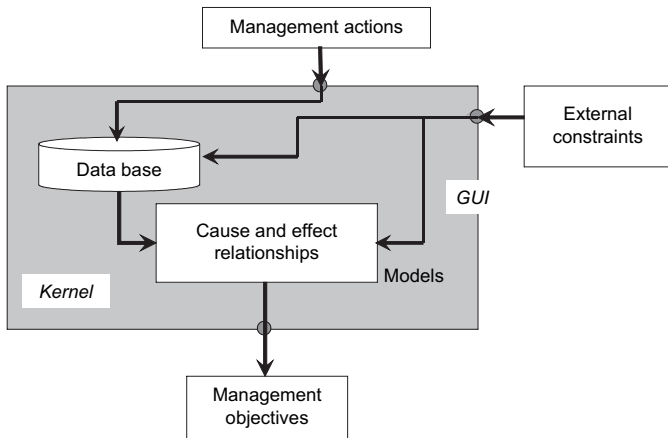 Management actions
External
constraints
Data base
GUI
Cause and effect
relationships
Models
Kernel
Management
objectives